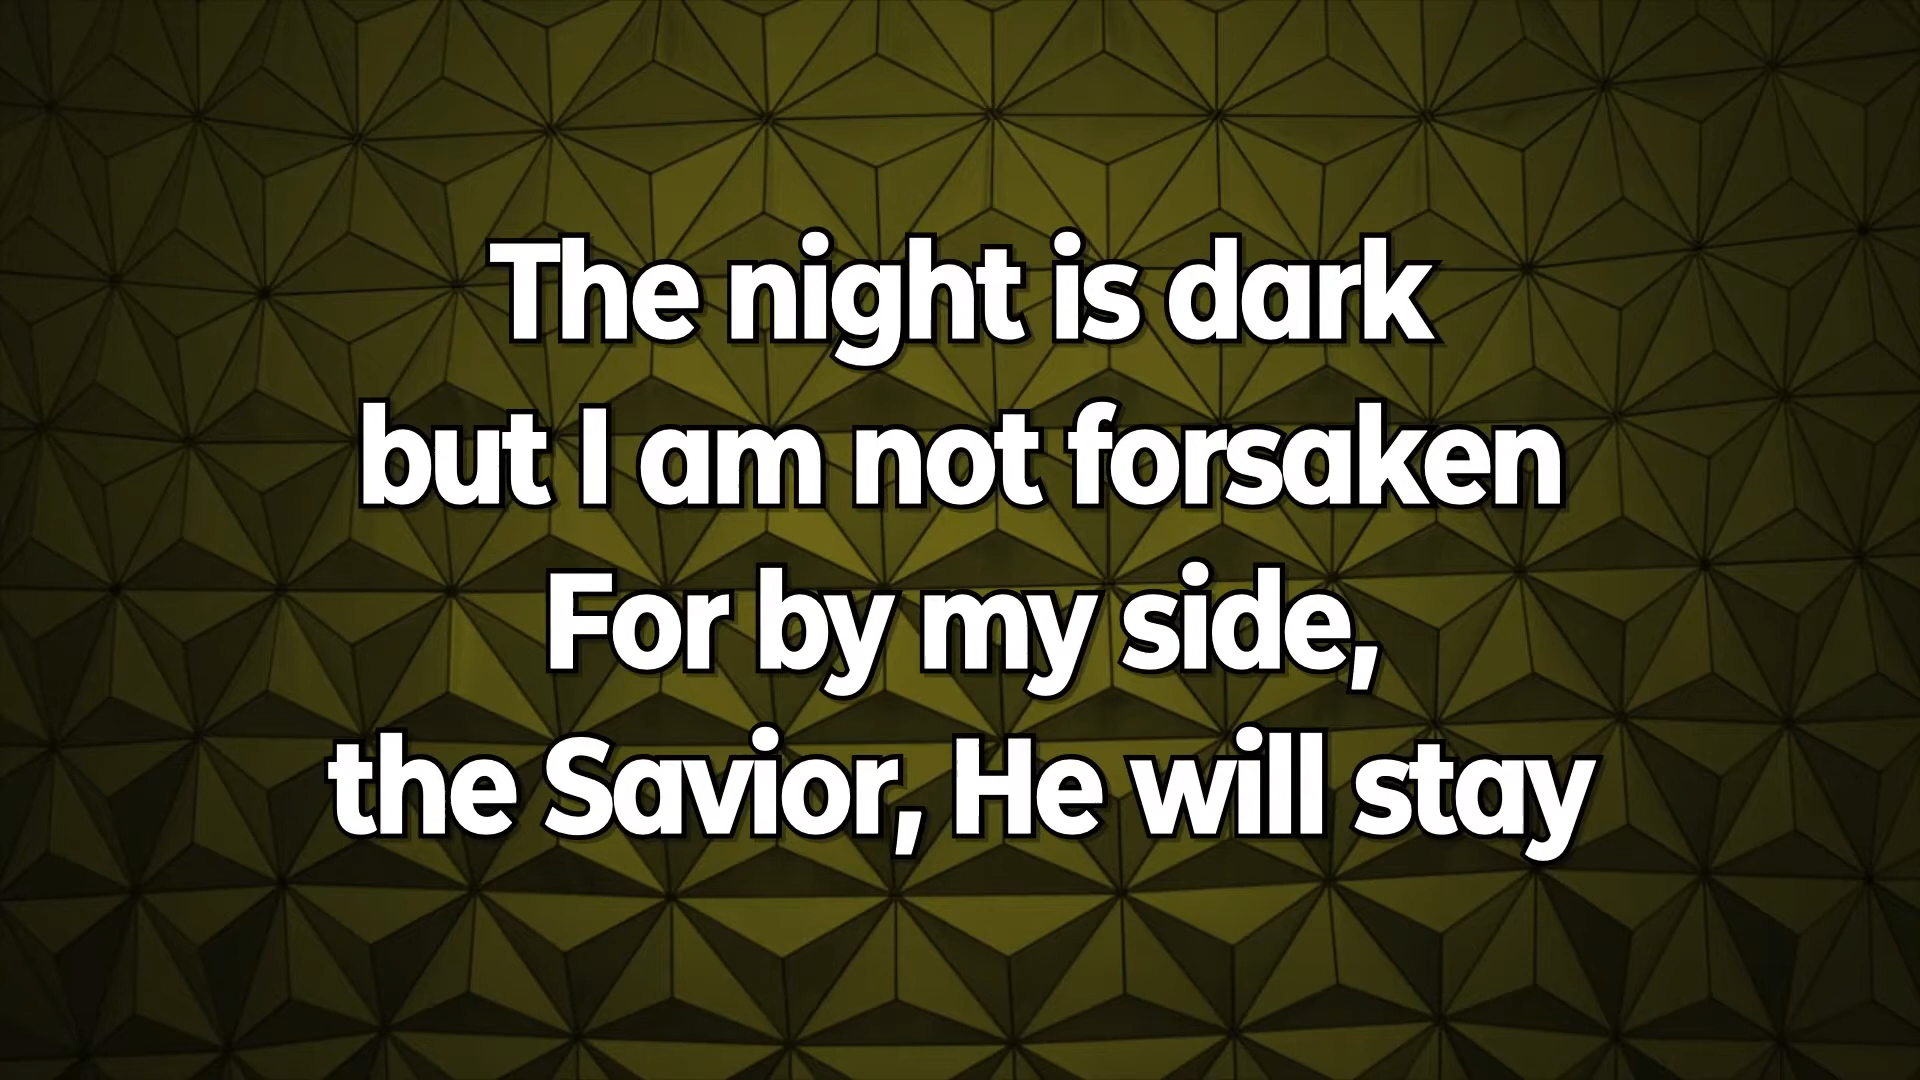 The night is dark
but I am not forsaken
For by my side,
the Savior, He will stay